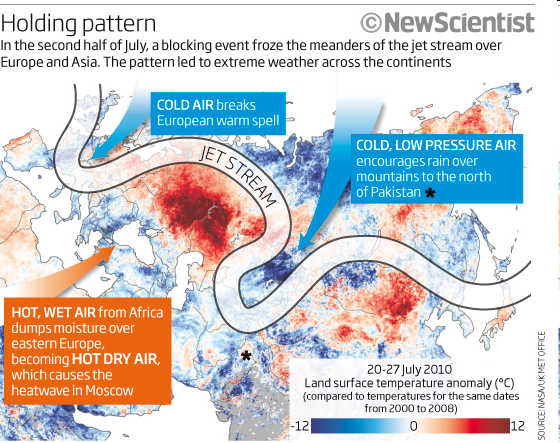 Holding pattern
©NewScientist
In the second half of July, a blocking event froze the meanders of the jet stream over
Europe and Asia. The pattern led to extreme weather across the continents
COLD AIR breaks
European warm spell
JET STREAM
COLD, LOW PRESSURE AIR
encourages rain over
mountains to the north
of Pakistan *
HOT, WET AIR from Africa
dumps moisture over
eastern Europe,
becoming HOT DRY AIR,
which causes the
heatwave in Moscow
*
20-27 July 2010
Land surface temperature anomaly (°C)
(compared to temperatures for the same dates
from 2000 to 2008)
-12 0 12
SOURCE: NASA/UK MET OFFICE